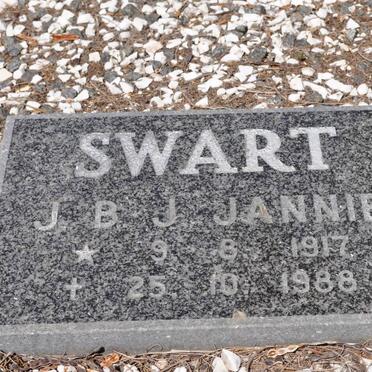 SWART
J. B. J. JANNIE
★ 9. 8. 1917
† 25. 10. 1988